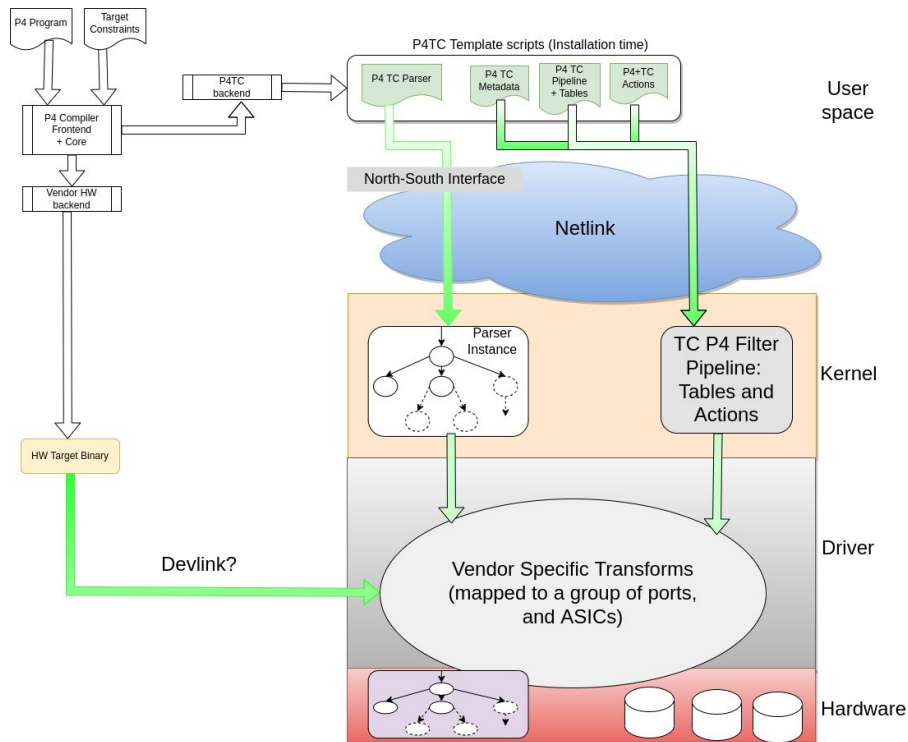 P4 Program
Target
Constraints
P4TC Template scripts (Installation time)
P4TC
backend
P4 TC Parser
P4 TC
Metadata
P4 TC
Pipeline
+ Tables
P4+TC
Actions
User
space
P4 Compiler
Frontend
+ Core
Vendor HW
backend
North-South Interface
Netlink
Parser
Instance
TC P4 Filter
Pipeline:
Tables and
Actions
Kernel
HW Target Binary
Devlink?
Vendor Specific Transforms
(mapped to a group of ports,
and ASICs)
Driver
Hardware